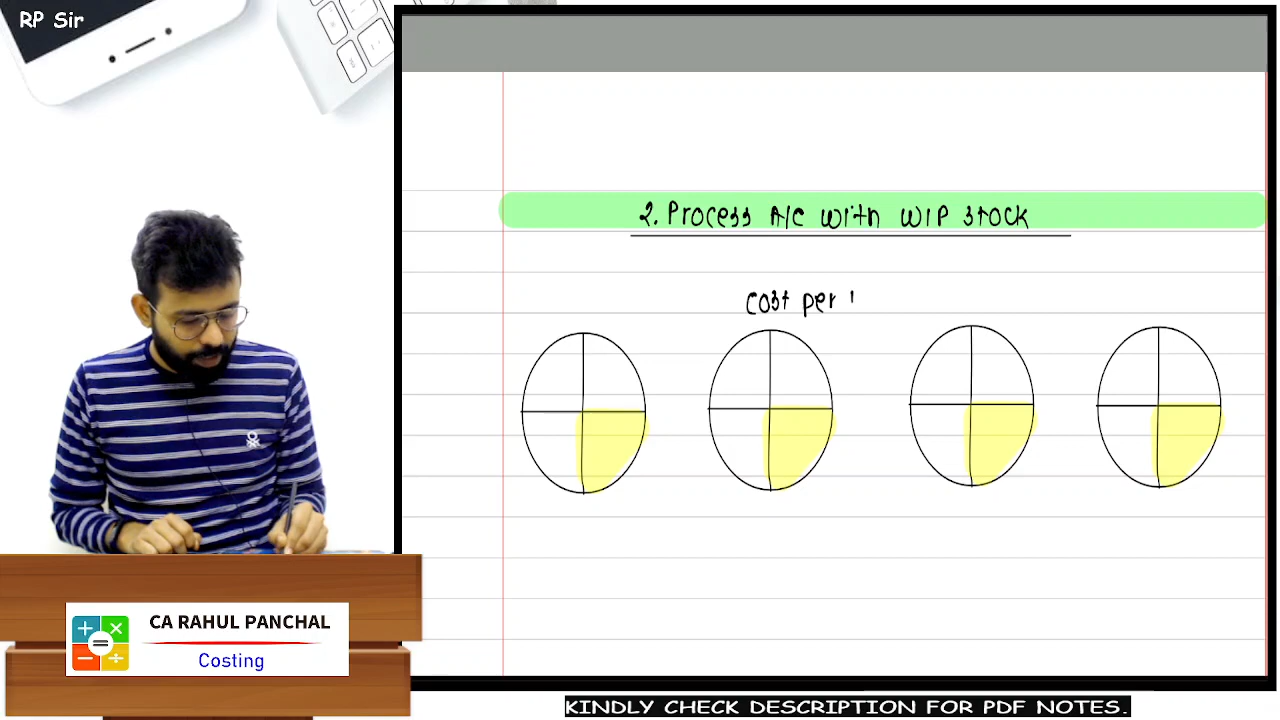 RP Sir
2. Process A/C with WIP Stock
Cost per
CA RAHUL PANCHAL
Costing
KINDLY CHECK DESCRIPTION FOR PDF NOTES.